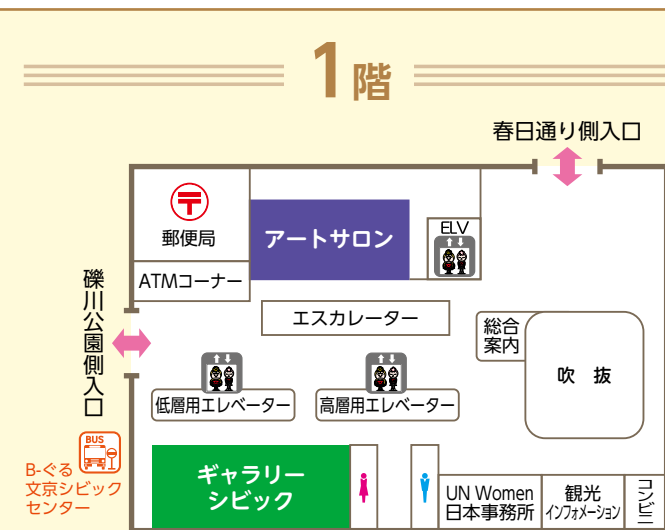 1階
春日通り側入口
郵便局
アートサロン
ELV
ATMコーナー
礫川公園側入口
エスカレーター
総合
案内
吹抜
低層用エレベーター
高層用エレベーター
BUS
B-ぐる
文京シビック
センター
ギャラリー
シビック
UN Women
日本事務所
観光
インフォメーション
コンビニ